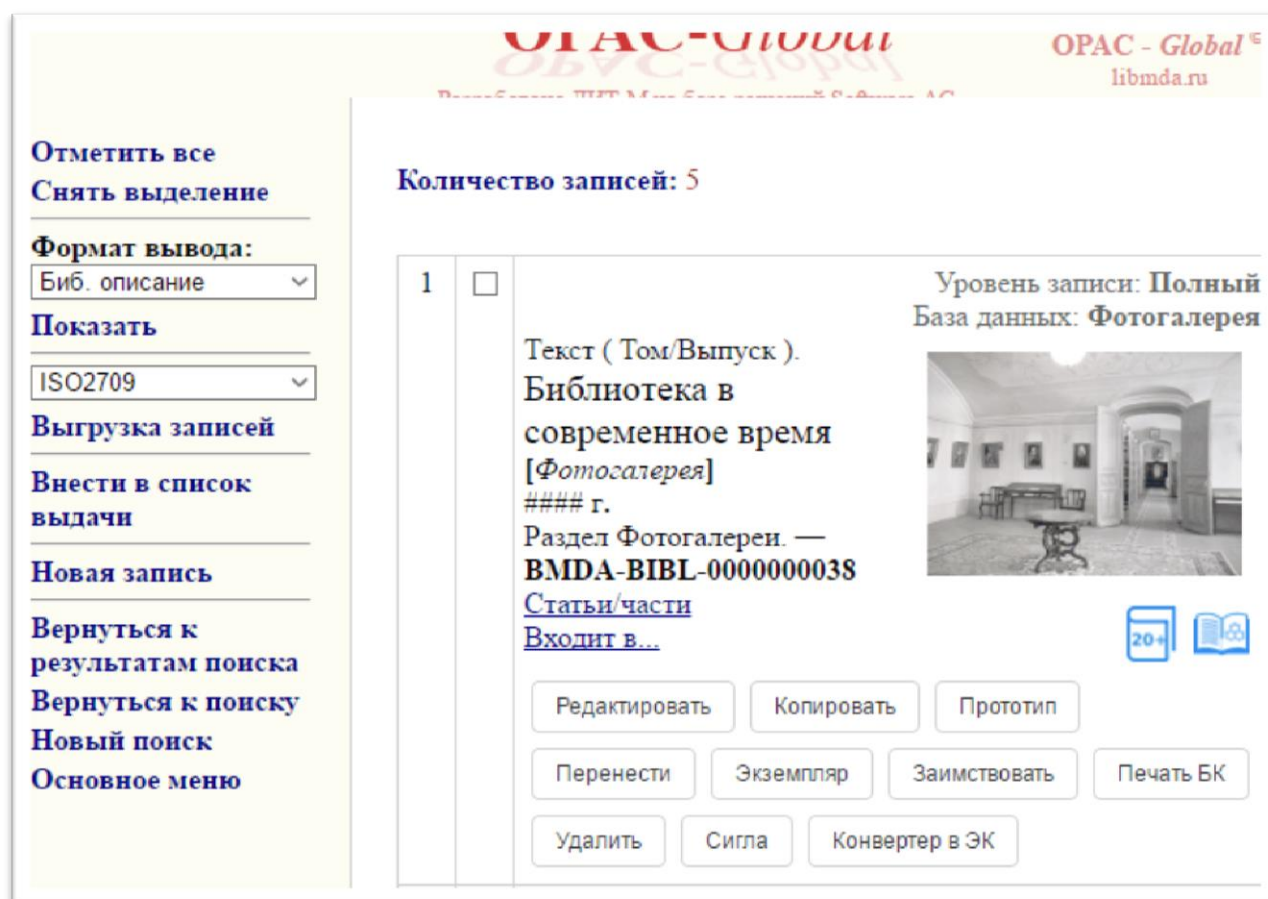 OPAC-Global
OPAC - Global ©
libmda.ru
Отметить все
Снять выделение
Формат вывода:
Биб. описание
Показать
ISO2709
Выгрузка записей
Внести в список
выдачи
Новая запись
Вернуться к
результатам поиска
Вернуться к поиску
Новый поиск
Основное меню
Количество записей: 5
1
Уровень записи: Полный
База данных: Фотогалерея
Текст ( Том/Выпуск ).
Библиотека в
современное время
[Фотогалерея]
#### г.
Раздел Фотогалереи. —
BMDA-BIBL-0000000038
Статьи/части
Входит в...
20+
Редактировать Копировать Прототип
Перенести Экземпляр Заимствовать Печать БК
Удалить Сигла Конвертер в ЭК